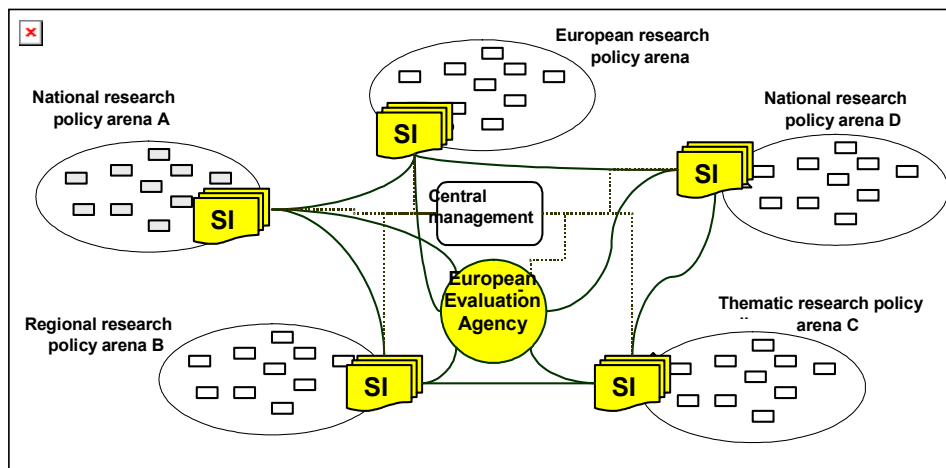 European research
policy arena
National research
policy arena A
National research
policy arena D
SI
SI
SI
Central
management
European
Evaluation
Agency
Regional research
policy arena B
Thematic research policy
arena C
SI
SI